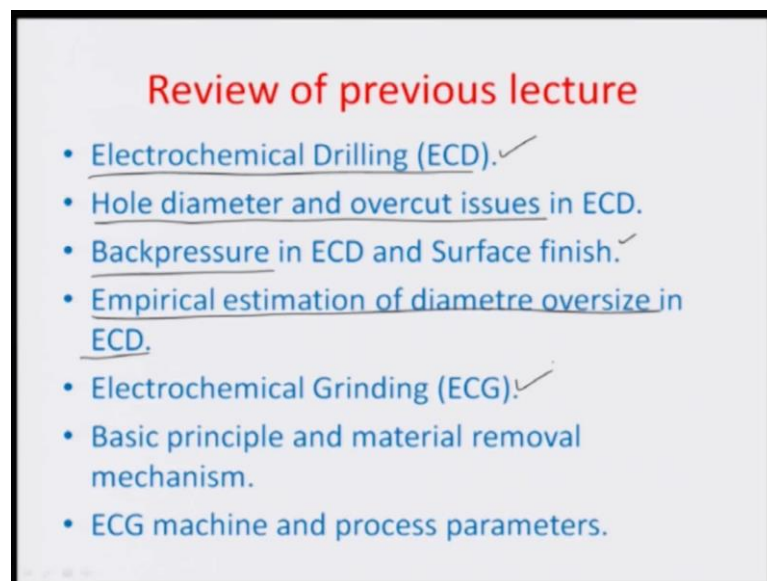 Review of previous lecture
• Electrochemical Drilling (ECD).
• Hole diameter and overcut issues in ECD.
• Backpressure in ECD and Surface finish.
• Empirical estimation of diametre oversize in
ECD.
• Electrochemical Grinding (ECG).
• Basic principle and material removal
mechanism.
• ECG machine and process parameters.